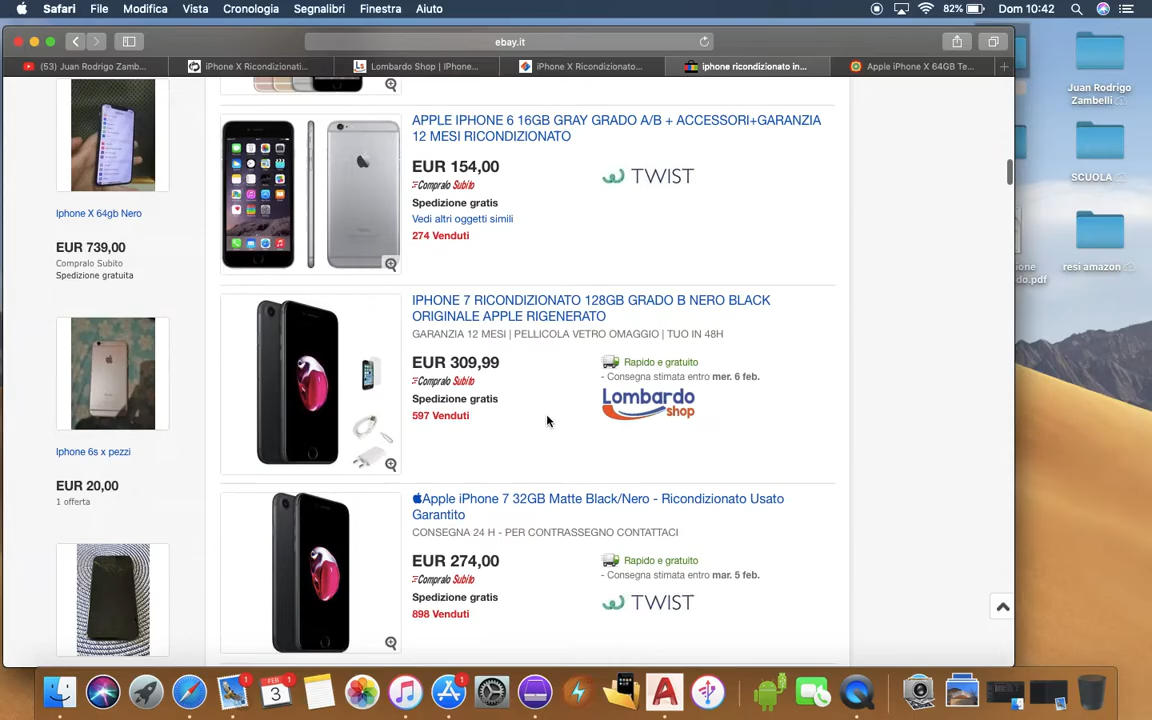 Safari File Modifica Vista Cronologia Segnalibri Finestra Aiuto 82% Dom 10:42
ebay.it
(53) Juan Rodrigo Zamb... iPhone X Ricondizionati... Lombardo Shop | IPhone... iPhone X Ricondizionato... iphone ricondizionato in... Apple iPhone X 64GB Te...
Juan Rodrigo
Zambelli
SCUOLA
resi amazon
Iphone X 64gb Nero
EUR 739,00
Compralo Subito
Spedizione gratuita
Iphone 6s x pezzi
EUR 20,00
1 offerta
APPLE IPHONE 6 16GB GRAY GRADO A/B + ACCESSORI+GARANZIA
12 MESI RICONDIZIONATO
EUR 154,00
Compralo Subito
Spedizione gratis
Vedi altri oggetti simili
274 Venduti
TWIST
IPHONE 7 RICONDIZIONATO 128GB GRADO B NERO BLACK
ORIGINALE APPLE RIGENERATO
GARANZIA 12 MESI | PELLICOLA VETRO OMAGGIO | TUO IN 48H
EUR 309,99
Compralo Subito
Spedizione gratis
597 Venduti
Rapido e gratuito
- Consegna stimata entro mer. 6 feb.
Lombardo
shop
Apple iPhone 7 32GB Matte Black/Nero - Ricondizionato Usato
Garantito
CONSEGNA 24 H - PER CONTRASSEGNO CONTATTACI
EUR 274,00
Compralo Subito
Spedizione gratis
898 Venduti
Rapido e gratuito
- Consegna stimata entro mar. 5 feb.
TWIST
FEB
3